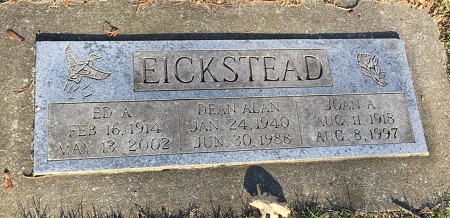 EICKSTEAD
ED A.
FEB 16, 1914
MAY 13, 2002
DEAN ALAN
JAN. 24, 1940
JUN. 30, 1988
JOAN A.
AUG. 11, 1918
AUG. 8, 1997